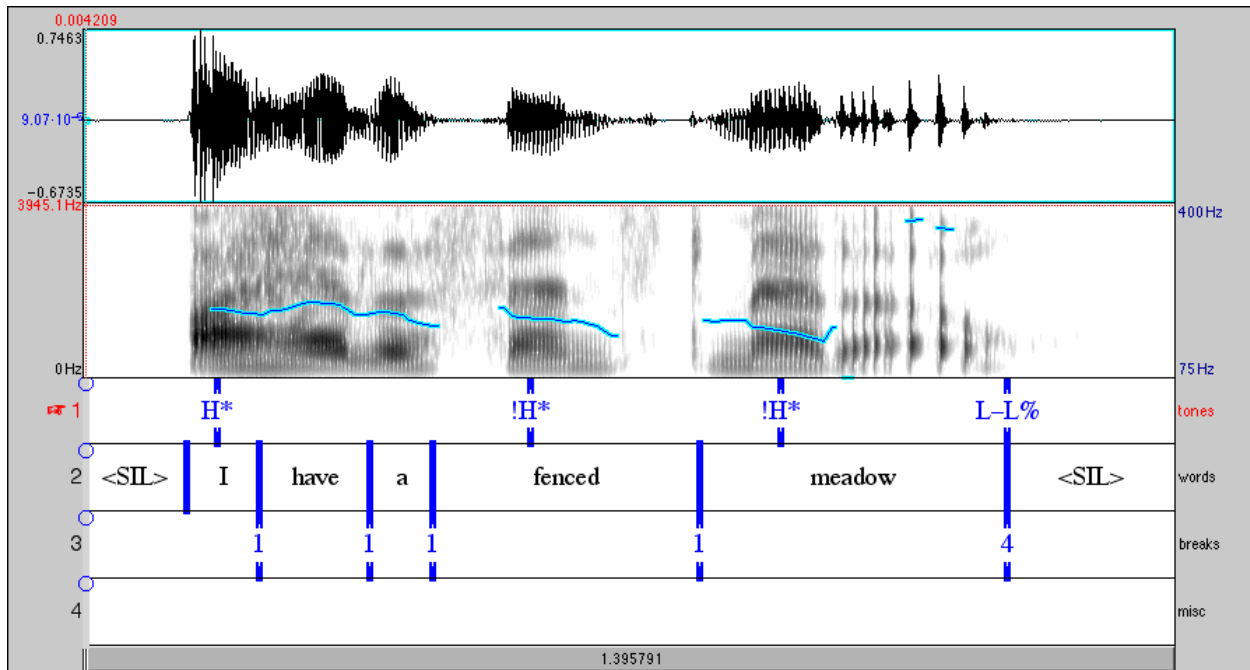 0.004209
0.7463
9.07·10⁻⁵
−0.6735
3945.1 Hz 400 Hz
0 Hz 75 Hz
☞ 1 H* !H* !H* L–L% tones
2 <SIL> I have a fenced meadow <SIL> words
3 1 1 1 1 4 breaks
4 misc
1.395791